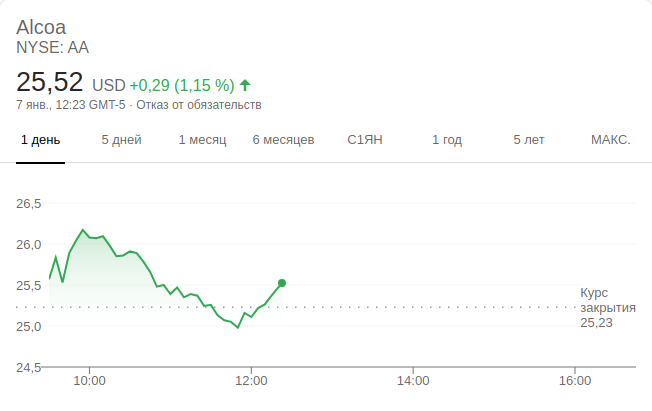 Alcoa
NYSE: AA
25,52 USD +0,29 (1,15 %)
7 янв., 12:23 GMT-5 · Отказ от обязательств
1 день 5 дней 1 месяц 6 месяцев С1ЯН 1 год 5 лет МАКС.
26,5
26,0
25,5
Курс
закрытия
25,23
25,0
24,5
10:00 12:00 14:00 16:00